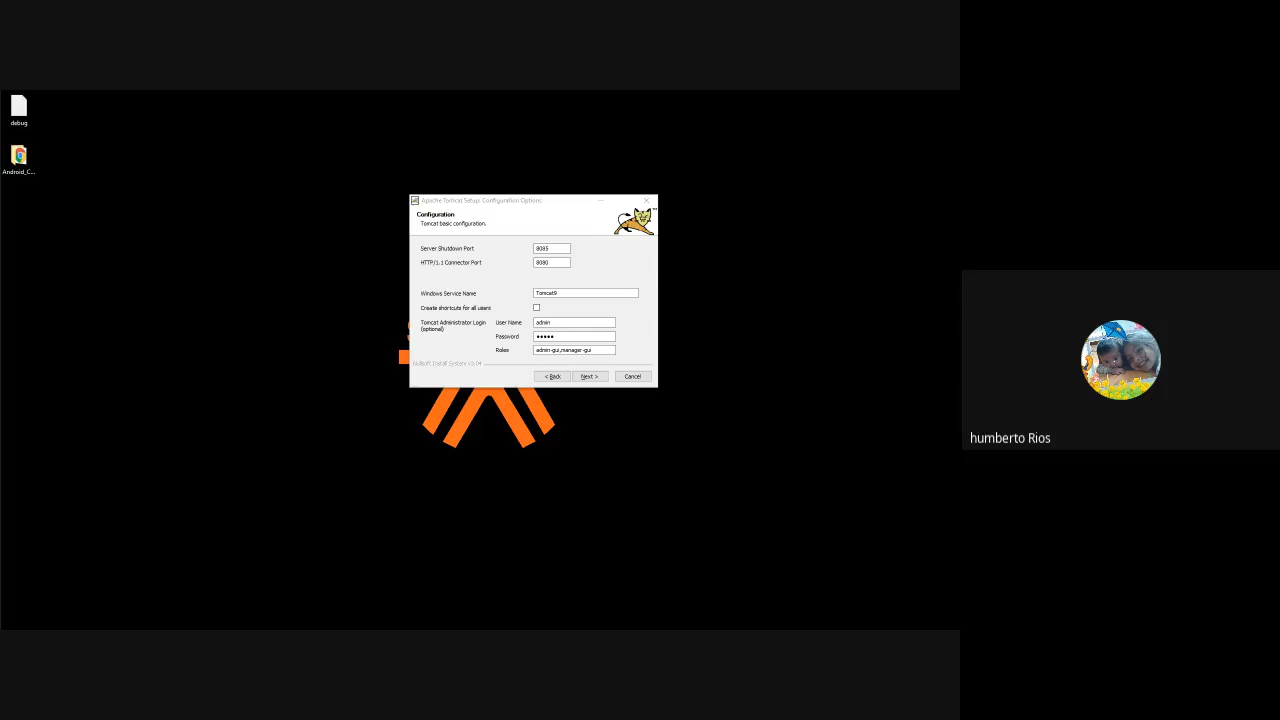 debug
Android_C...
Apache Tomcat Setup: Configuration Options
Configuration
Tomcat basic configuration.
Server Shutdown Port 8085
HTTP/1.1 Connector Port 8080
Windows Service Name Tomcat9
Create shortcuts for all users
Tomcat Administrator Login (optional)
User Name admin
Password •••••
Roles admin-gui,manager-gui
Nullsoft Install System v3.04
< Back Next > Cancel
humberto Rios